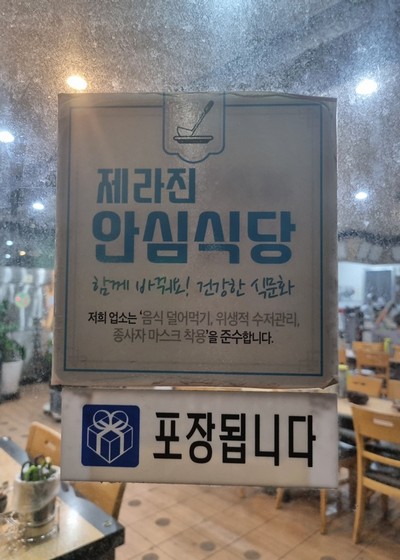 제라진
안심식당
함께 바꿔요! 건강한 식문화
저희 업소는 '음식 덜어먹기, 위생적 수저관리,
종사자 마스크 착용'을 준수합니다.
포장됩니다